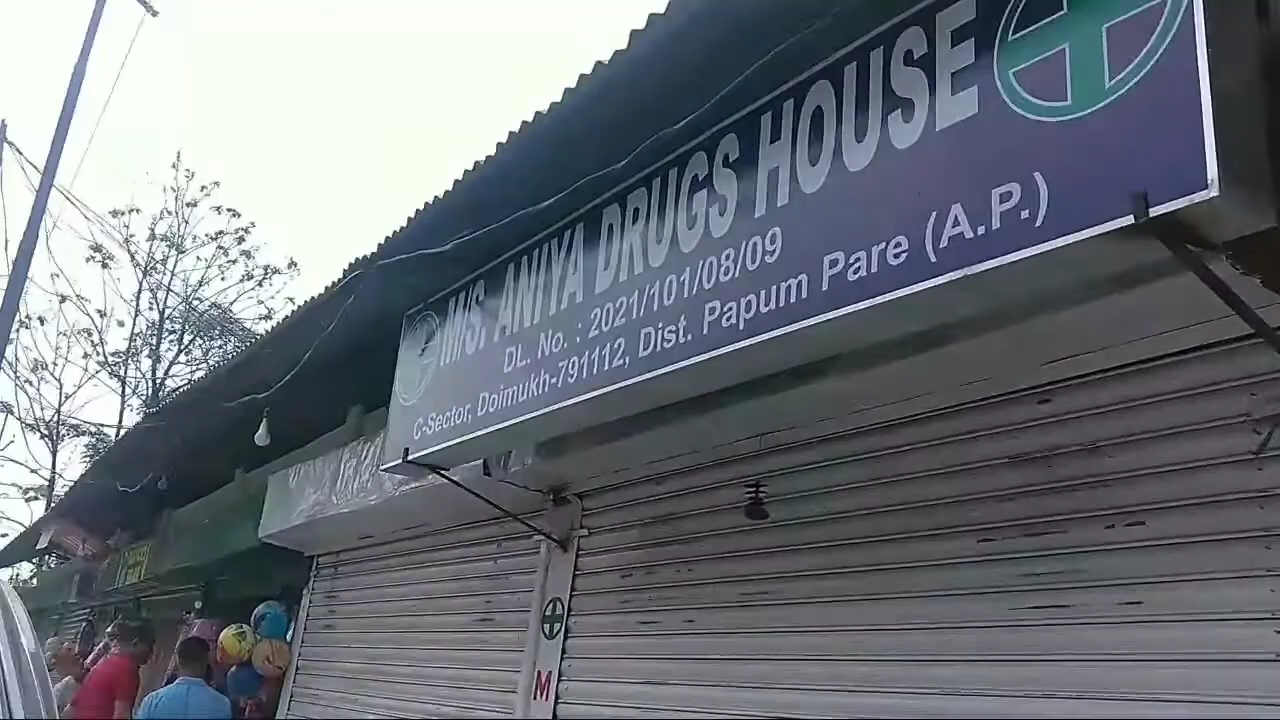 M/S. ANIYA DRUGS HOUSE
DL. No. : 2021/101/08/09
C-Sector, Doimukh-791112, Dist. Papum Pare (A.P.)
M